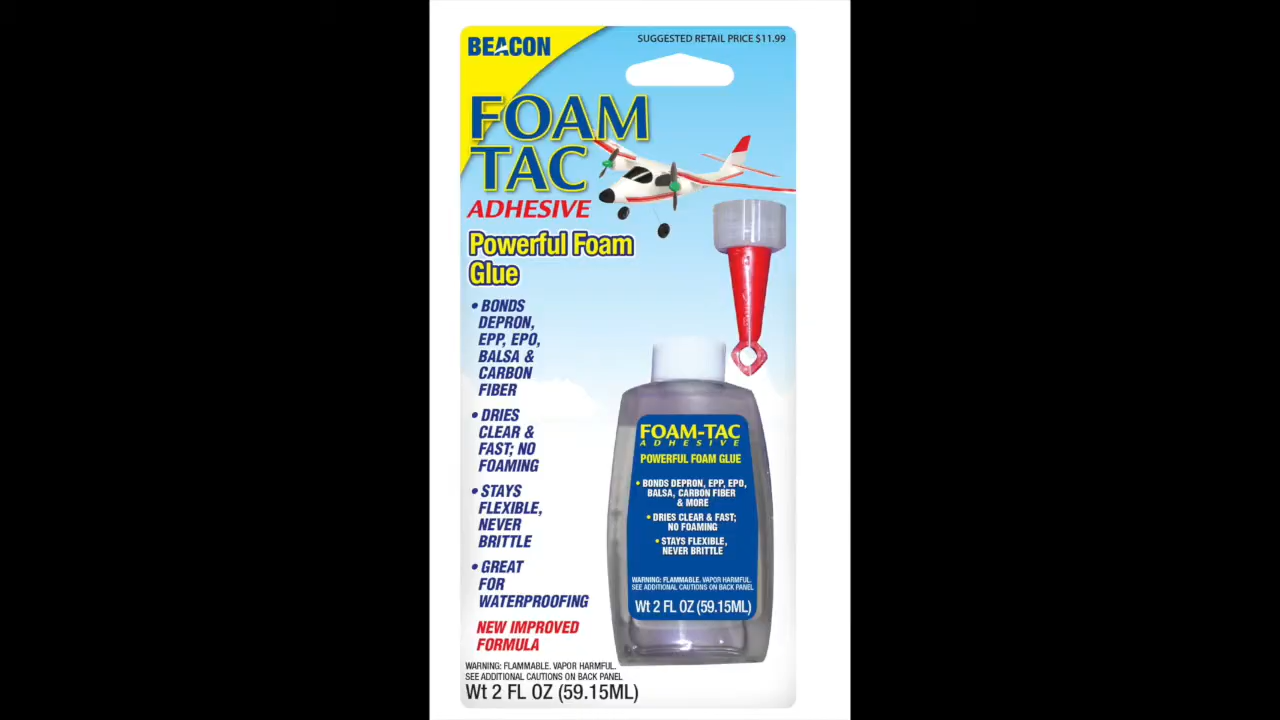 BEACON
SUGGESTED RETAIL PRICE $11.99
FOAM
TAC
ADHESIVE
Powerful Foam
Glue
• BONDS
DEPRON,
EPP, EPO,
BALSA &
CARBON
FIBER
• DRIES
CLEAR &
FAST; NO
FOAMING
• STAYS
FLEXIBLE,
NEVER
BRITTLE
• GREAT
FOR
WATERPROOFING
NEW IMPROVED
FORMULA
WARNING: FLAMMABLE. VAPOR HARMFUL.
SEE ADDITIONAL CAUTIONS ON BACK PANEL
Wt 2 FL OZ (59.15ML)
FOAM-TAC
ADHESIVE
POWERFUL FOAM GLUE
• BONDS DEPRON, EPP, EPO,
BALSA, CARBON FIBER
& MORE
• DRIES CLEAR & FAST;
NO FOAMING
• STAYS FLEXIBLE,
NEVER BRITTLE
WARNING: FLAMMABLE. VAPOR HARMFUL.
SEE ADDITIONAL CAUTIONS ON BACK PANEL
Wt 2 FL OZ (59.15ML)